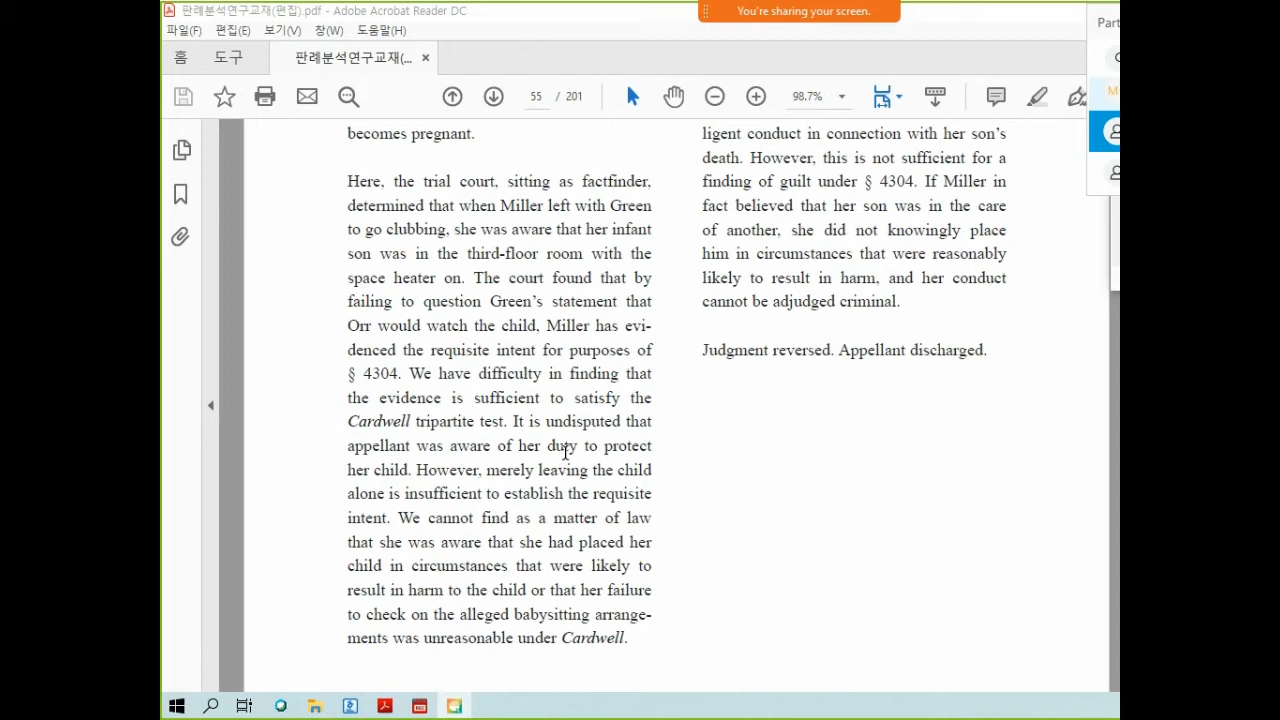 판례분석연구교재(편집).pdf - Adobe Acrobat Reader DC
You're sharing your screen.
파일(F) 편집(E) 보기(V) 창(W) 도움말(H)
Part
홈 도구 판례분석연구교재(... ×
55 / 201 98.7%
becomes pregnant.
Here, the trial court, sitting as factfinder,
determined that when Miller left with Green
to go clubbing, she was aware that her infant
son was in the third-floor room with the
space heater on. The court found that by
failing to question Green's statement that
Orr would watch the child, Miller has evi-
denced the requisite intent for purposes of
§ 4304. We have difficulty in finding that
the evidence is sufficient to satisfy the
Cardwell tripartite test. It is undisputed that
appellant was aware of her duty to protect
her child. However, merely leaving the child
alone is insufficient to establish the requisite
intent. We cannot find as a matter of law
that she was aware that she had placed her
child in circumstances that were likely to
result in harm to the child or that her failure
to check on the alleged babysitting arrange-
ments was unreasonable under Cardwell.
ligent conduct in connection with her son's
death. However, this is not sufficient for a
finding of guilt under § 4304. If Miller in
fact believed that her son was in the care
of another, she did not knowingly place
him in circumstances that were reasonably
likely to result in harm, and her conduct
cannot be adjudged criminal.
Judgment reversed. Appellant discharged.